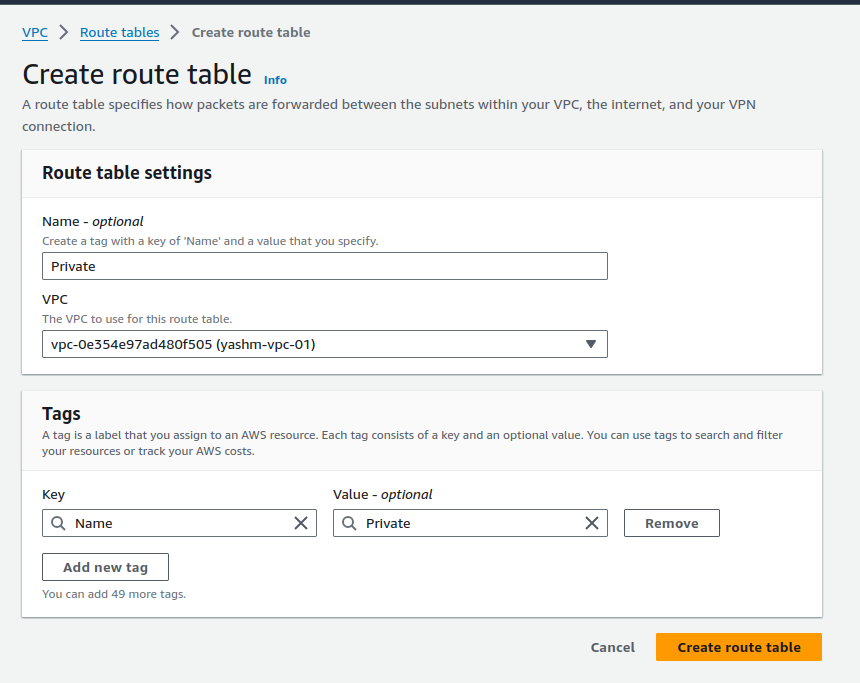 VPC > Route tables > Create route table
Create route table Info
A route table specifies how packets are forwarded between the subnets within your VPC, the internet, and your VPN
connection.
Route table settings
Name - optional
Create a tag with a key of 'Name' and a value that you specify.
Private
VPC
The VPC to use for this route table.
vpc-0e354e97ad480f505 (yashm-vpc-01)
Tags
A tag is a label that you assign to an AWS resource. Each tag consists of a key and an optional value. You can use tags to search and filter
your resources or track your AWS costs.
Key Value - optional
Name Private Remove
Add new tag
You can add 49 more tags.
Cancel Create route table